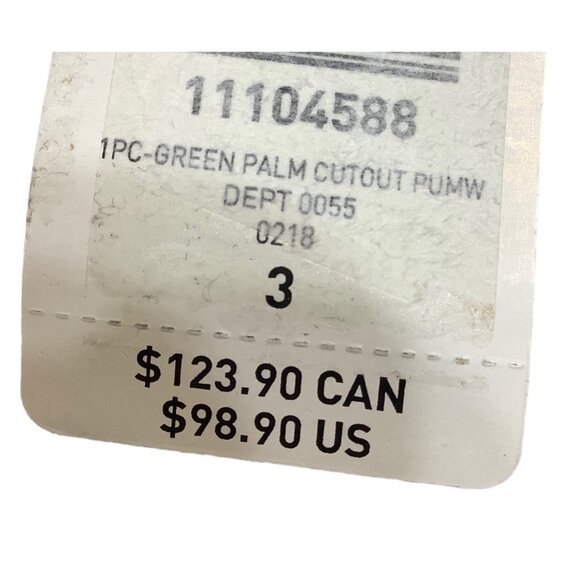 11104588
1PC-GREEN PALM CUTOUT PUMW
DEPT 0055
0218
3
$123.90 CAN
$98.90 US